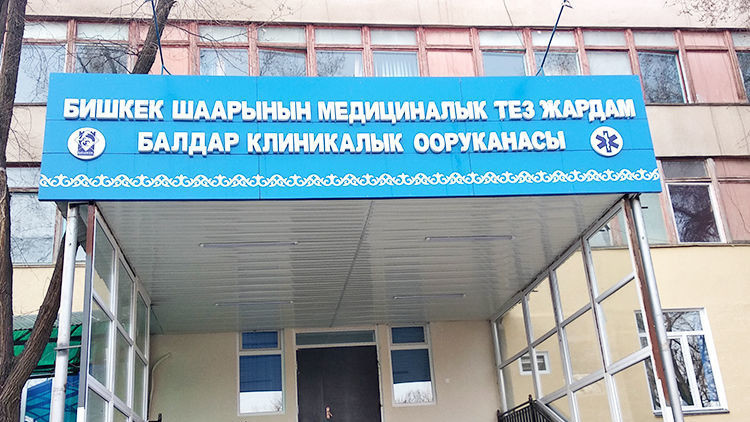 БИШКЕК ШААРЫНЫН МЕДИЦИНАЛЫК ТЕЗ ЖАРДАМ
БАЛДАР КЛИНИКАЛЫК ООРУКАНАСЫ